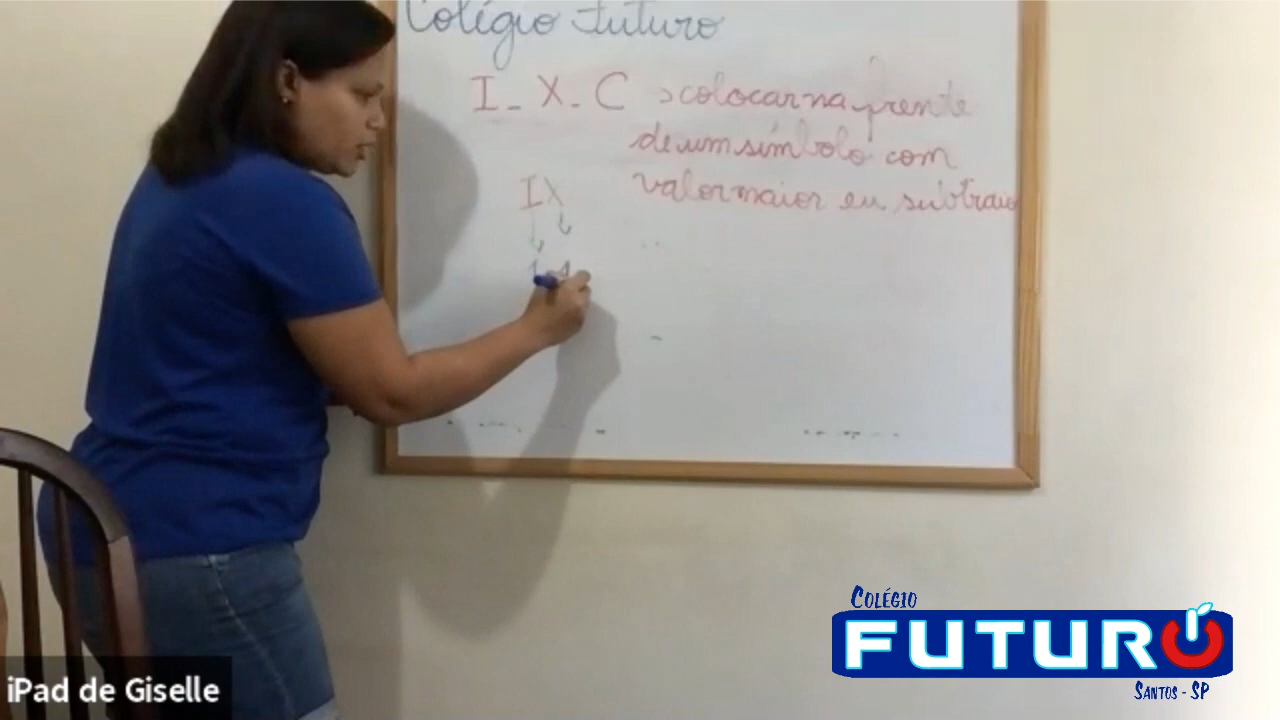 Colégio Futuro
I - X - C > colocar na frente
de um símbolo com
valor maior eu subtraio
IX
1
COLÉGIO
FUTURO
SANTOS - SP
iPad de Giselle